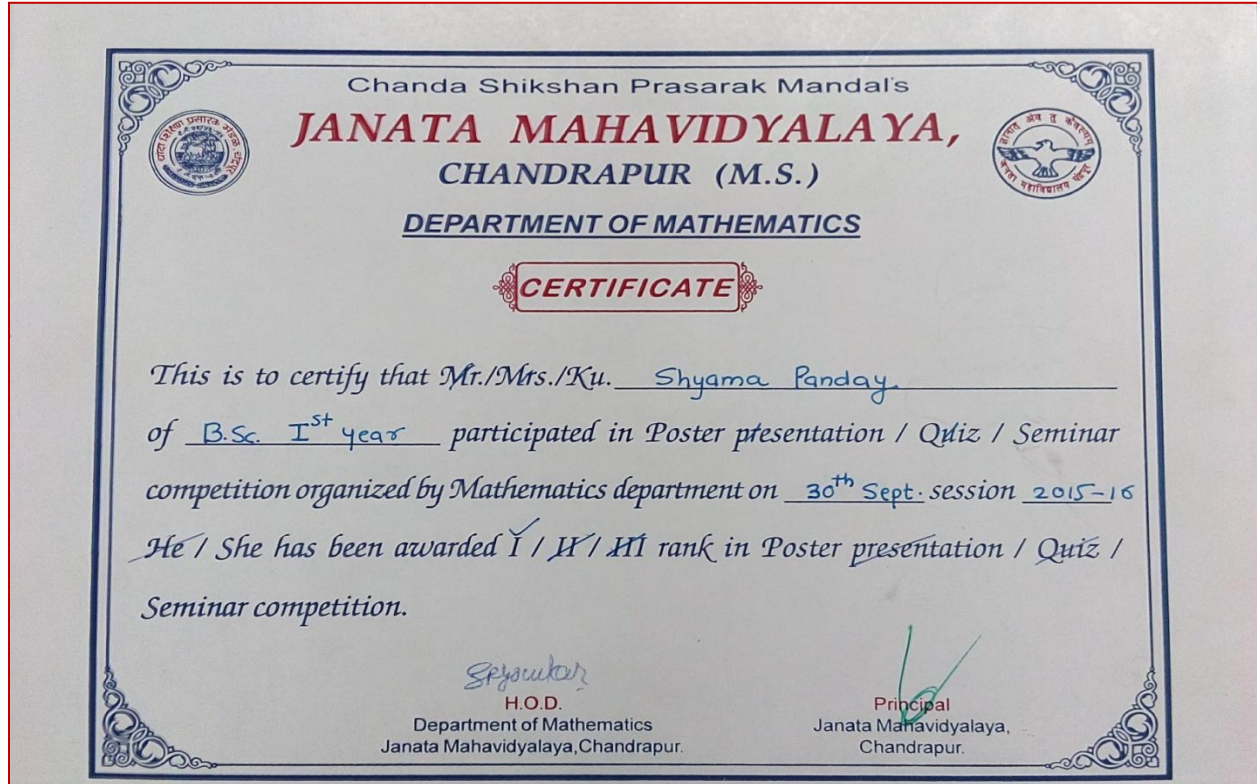 Chanda Shikshan Prasarak Mandal's
JANATA MAHAVIDYALAYA,
CHANDRAPUR (M.S.)
DEPARTMENT OF MATHEMATICS
CERTIFICATE
This is to certify that Mr./Mrs./Ku. Shyama Panday
of B.Sc. Ist year participated in Poster presentation / Quiz / Seminar
competition organized by Mathematics department on 30th Sept. session 2015-16
He / She has been awarded I / II / III rank in Poster presentation / Quiz /
Seminar competition.
H.O.D.
Department of Mathematics
Janata Mahavidyalaya,Chandrapur.
Principal
Janata Mahavidyalaya,
Chandrapur.